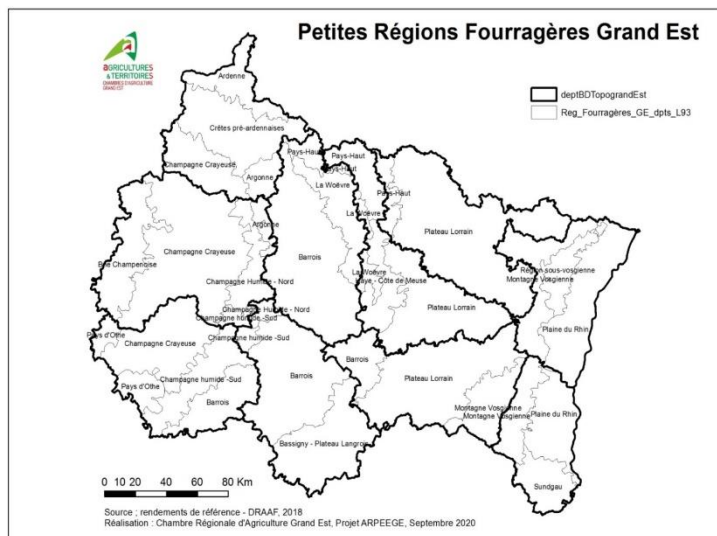 Petites Régions Fourragères Grand Est
AGRICULTURES
& TERRITOIRES
CHAMBRES D'AGRICULTURE
GRAND EST
deptBDTopograndEst
Reg_Fourragères_GE_dpts_L93
Ardenne
Crêtes pré-ardennaises
Pays-Haut
Pays-Haut
Pays-Haut
Champagne Crayeuse
Argonne
La Woëvre
Pays-Haut
La Woëvre
Argonne
Plateau Lorrain
Champagne Crayeuse
Barrois
Brie Champenoise
La Woëvre
Région sous-vosgienne
Montagne Vosgienne
Champagne Humide - Nord
Haye - Côte de Meuse
Champagne Humide - Nord
Champagne humide -Sud
Plateau Lorrain
Plaine du Rhin
Pays d'Othe
Champagne Crayeuse
Champagne humide -Sud
Barrois
Barrois
Plateau Lorrain
Pays d'Othe
Champagne humide -Sud
Barrois
Montagne Vosgienne
Montagne Vosgienne
Plaine du Rhin
Bassigny - Plateau Langrois
Sundgau
0 10 20 40 60 80 Km
Source ; rendements de référence - DRAAF, 2018
Réalisation : Chambre Régionale d'Agriculture Grand Est, Projet ARPEEGE, Septembre 2020